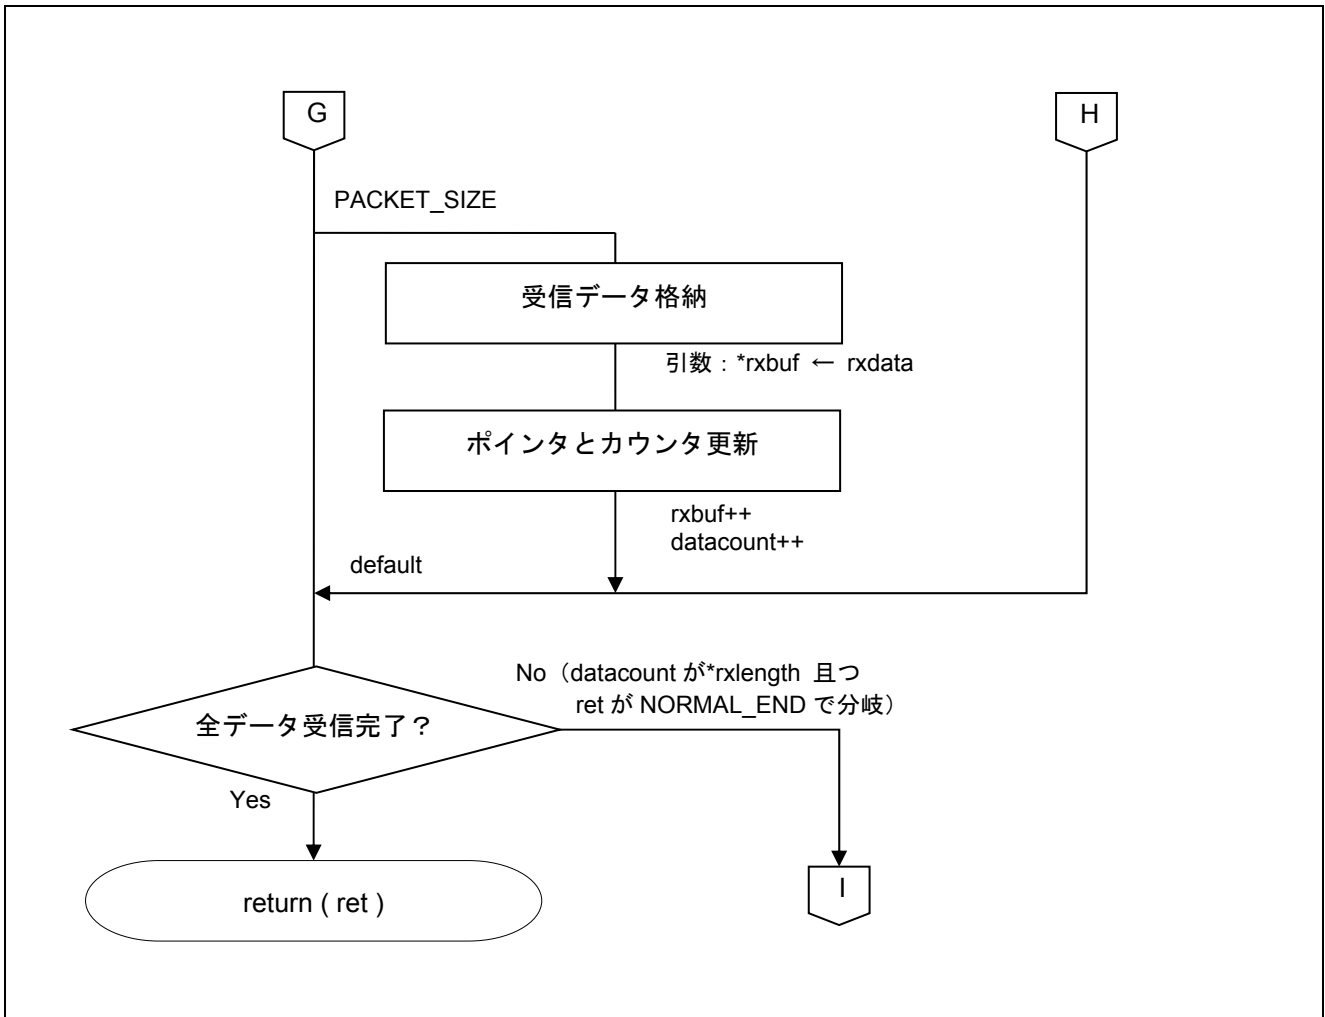 G
H
PACKET_SIZE
受信データ格納
引数：*rxbuf ← rxdata
ポインタとカウンタ更新
rxbuf++
datacount++
default
No（datacount が*rxlength 且つ
ret が NORMAL_END で分岐）
全データ受信完了？
Yes
return ( ret )
I